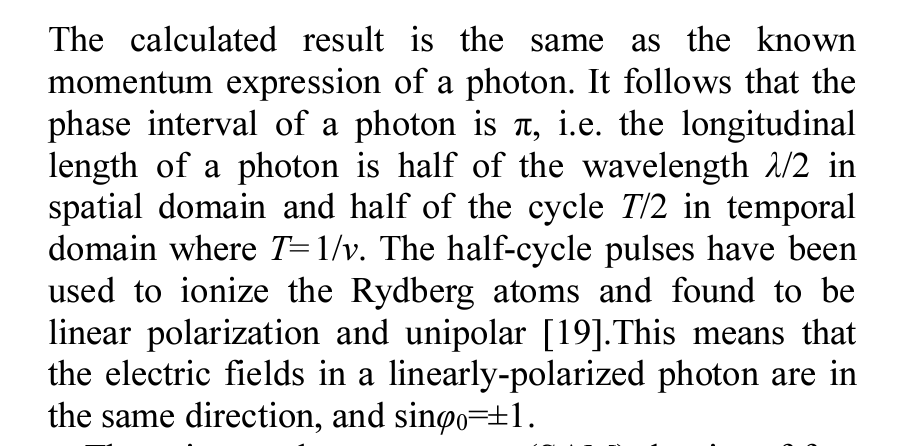 The calculated result is the same as the known
momentum expression of a photon. It follows that the
phase interval of a photon is π, i.e. the longitudinal
length of a photon is half of the wavelength λ/2 in
spatial domain and half of the cycle T/2 in temporal
domain where T=1/ν. The half-cycle pulses have been
used to ionize the Rydberg atoms and found to be
linear polarization and unipolar [19].This means that
the electric fields in a linearly-polarized photon are in
the same direction, and sinφ₀=±1.